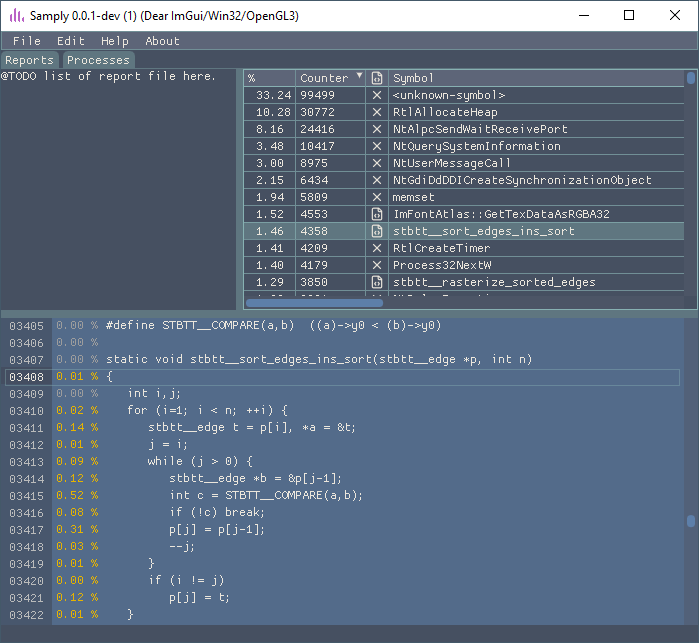 Samply 0.0.1-dev (1) (Dear ImGui/Win32/OpenGL3)
File Edit Help About
Reports Processes
@TODO list of report file here.
% Counter Symbol
33.24 99499 <unknown-symbol>
10.28 30772 RtlAllocateHeap
8.16 24416 NtAlpcSendWaitReceivePort
3.48 10417 NtQuerySystemInformation
3.00 8975 NtUserMessageCall
2.15 6434 NtGdiDdDDICreateSynchronizationObject
1.94 5809 memset
1.52 4553 ImFontAtlas::GetTexDataAsRGBA32
1.46 4358 stbtt__sort_edges_ins_sort
1.41 4209 RtlCreateTimer
1.40 4179 Process32NextW
1.29 3850 stbtt__rasterize_sorted_edges
03405 0.00 % #define STBTT__COMPARE(a,b)  ((a)->y0 < (b)->y0)
03406 0.00 %
03407 0.00 % static void stbtt__sort_edges_ins_sort(stbtt__edge *p, int n)
03408 0.01 % {
03409 0.00 %    int i,j;
03410 0.02 %    for (i=1; i < n; ++i) {
03411 0.14 %       stbtt__edge t = p[i], *a = &t;
03412 0.01 %       j = i;
03413 0.09 %       while (j > 0) {
03414 0.12 %          stbtt__edge *b = &p[j-1];
03415 0.52 %          int c = STBTT__COMPARE(a,b);
03416 0.08 %          if (!c) break;
03417 0.31 %          p[j] = p[j-1];
03418 0.03 %          --j;
03419 0.01 %       }
03420 0.00 %       if (i != j)
03421 0.12 %          p[j] = t;
03422 0.01 %    }